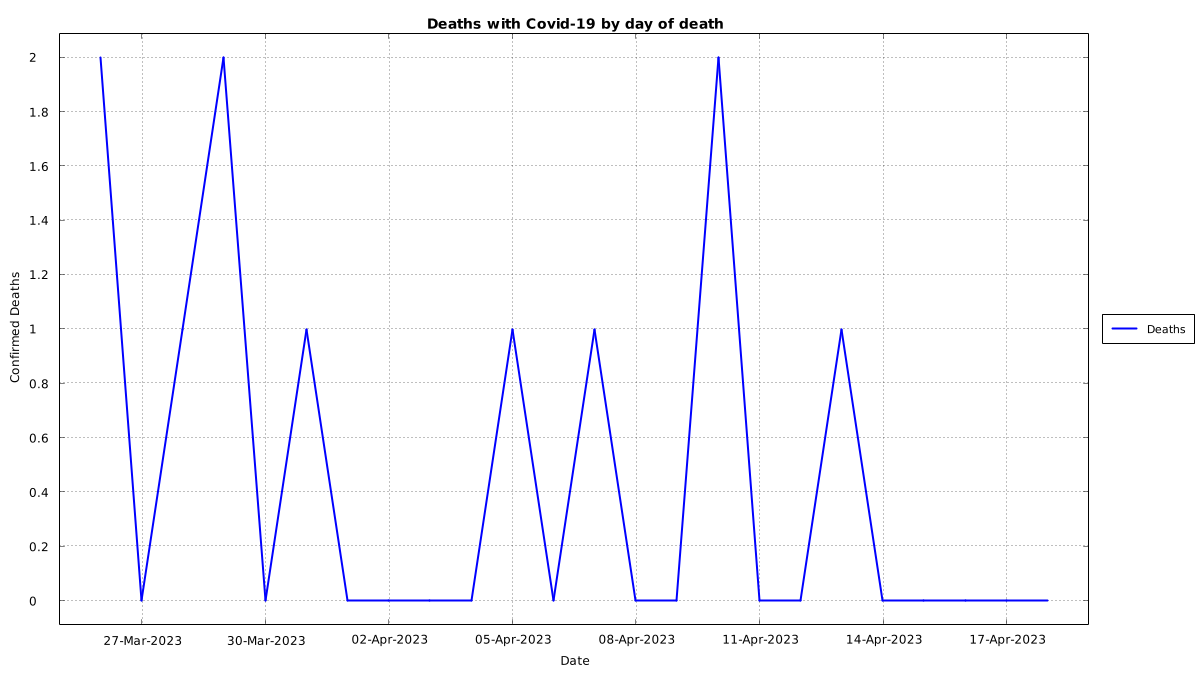 Deaths with Covid-19 by day of death
2
1.8
1.6
1.4
1.2
1
0.8
0.6
0.4
0.2
0
Confirmed Deaths
27-Mar-2023 30-Mar-2023 02-Apr-2023 05-Apr-2023 08-Apr-2023 11-Apr-2023 14-Apr-2023 17-Apr-2023
Date
Deaths